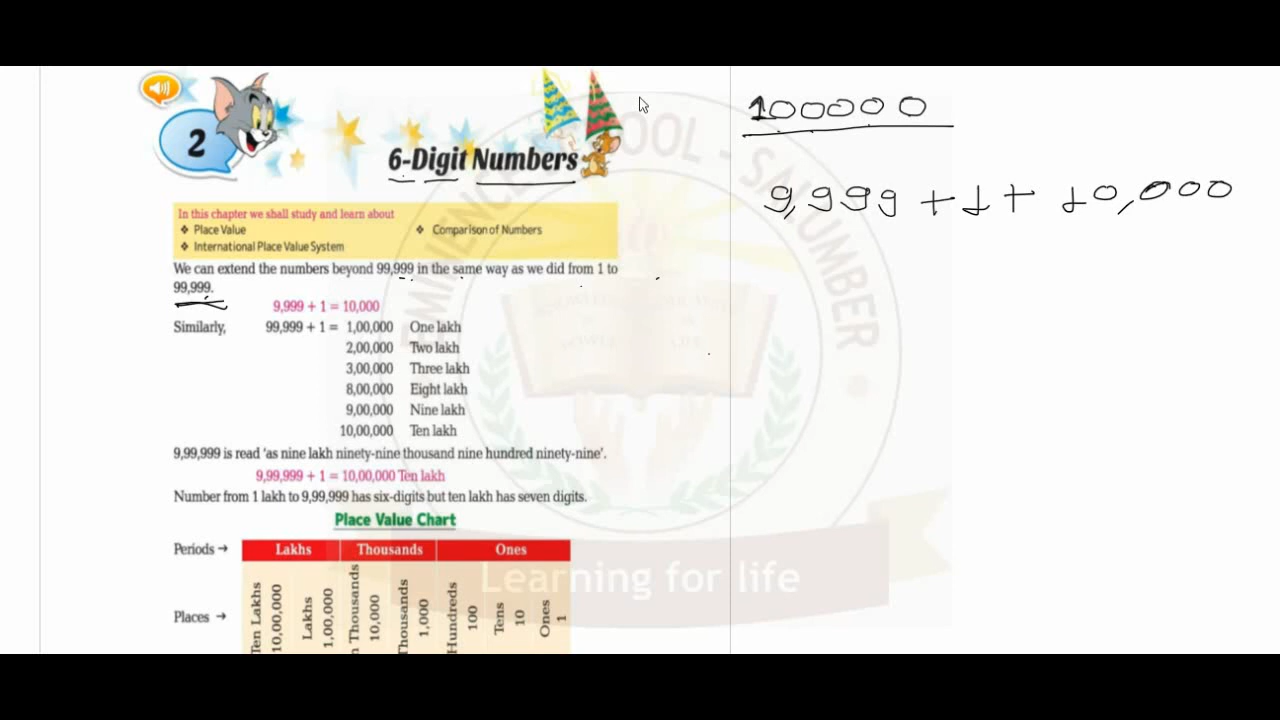 2
6-Digit Numbers
In this chapter we shall study and learn about
❖ Place Value
❖ Comparison of Numbers
❖ International Place Value System
We can extend the numbers beyond 99,999 in the same way as we did from 1 to
99,999.
9,999 + 1 = 10,000
Similarly, 99,999 + 1 = 1,00,000 One lakh
2,00,000 Two lakh
3,00,000 Three lakh
8,00,000 Eight lakh
9,00,000 Nine lakh
10,00,000 Ten lakh
9,99,999 is read 'as nine lakh ninety-nine thousand nine hundred ninety-nine'.
9,99,999 + 1 = 10,00,000 Ten lakh
Number from 1 lakh to 9,99,999 has six-digits but ten lakh has seven digits.
Place Value Chart
Periods → Lakhs Thousands Ones
Places →
Ten Lakhs
10,00,000
Lakhs
1,00,000
n Thousands
10,000
Thousands
1,000
Hundreds
100
Tens
10
Ones
1
100000
9,999 + 1 + 10,000
EMINENCE SCHOOL - SALUMBER
Learning for life